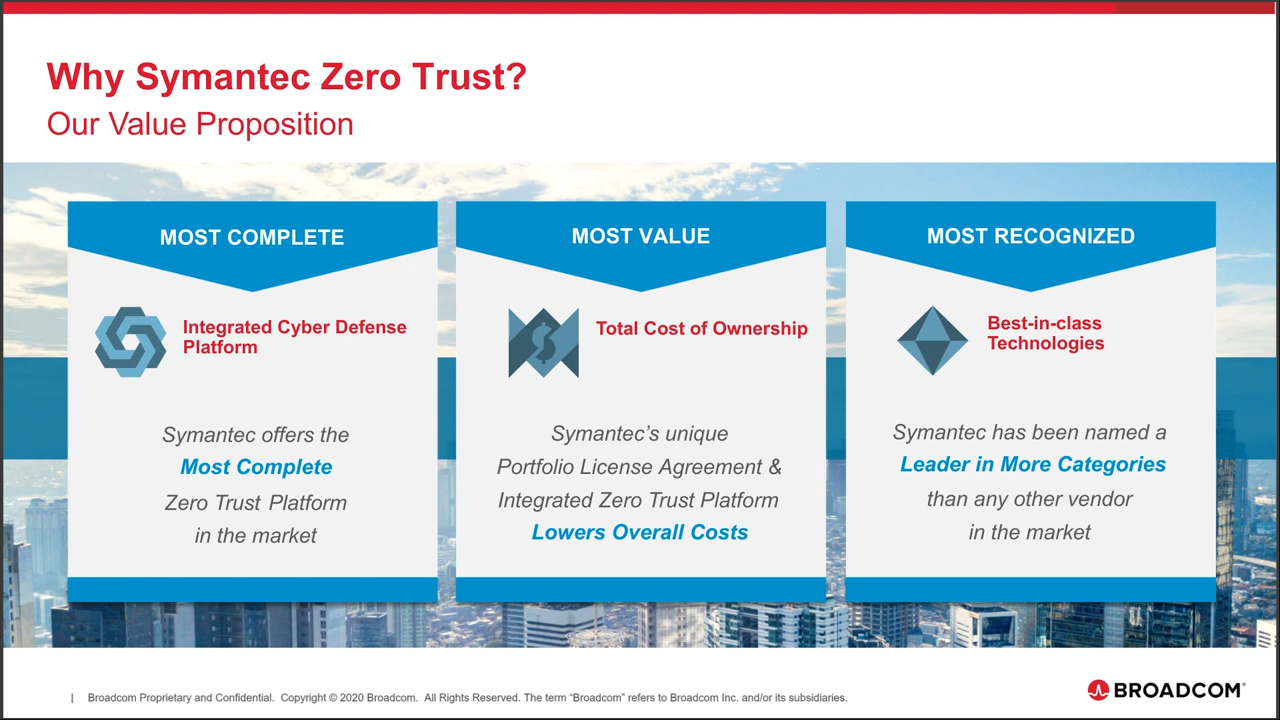 Why Symantec Zero Trust?
Our Value Proposition
MOST COMPLETE
Integrated Cyber Defense
Platform
Symantec offers the
Most Complete
Zero Trust Platform
in the market
MOST VALUE
Total Cost of Ownership
Symantec’s unique
Portfolio License Agreement &
Integrated Zero Trust Platform
Lowers Overall Costs
MOST RECOGNIZED
Best-in-class
Technologies
Symantec has been named a
Leader in More Categories
than any other vendor
in the market
| Broadcom Proprietary and Confidential. Copyright © 2020 Broadcom. All Rights Reserved. The term “Broadcom” refers to Broadcom Inc. and/or its subsidiaries.
BROADCOM®